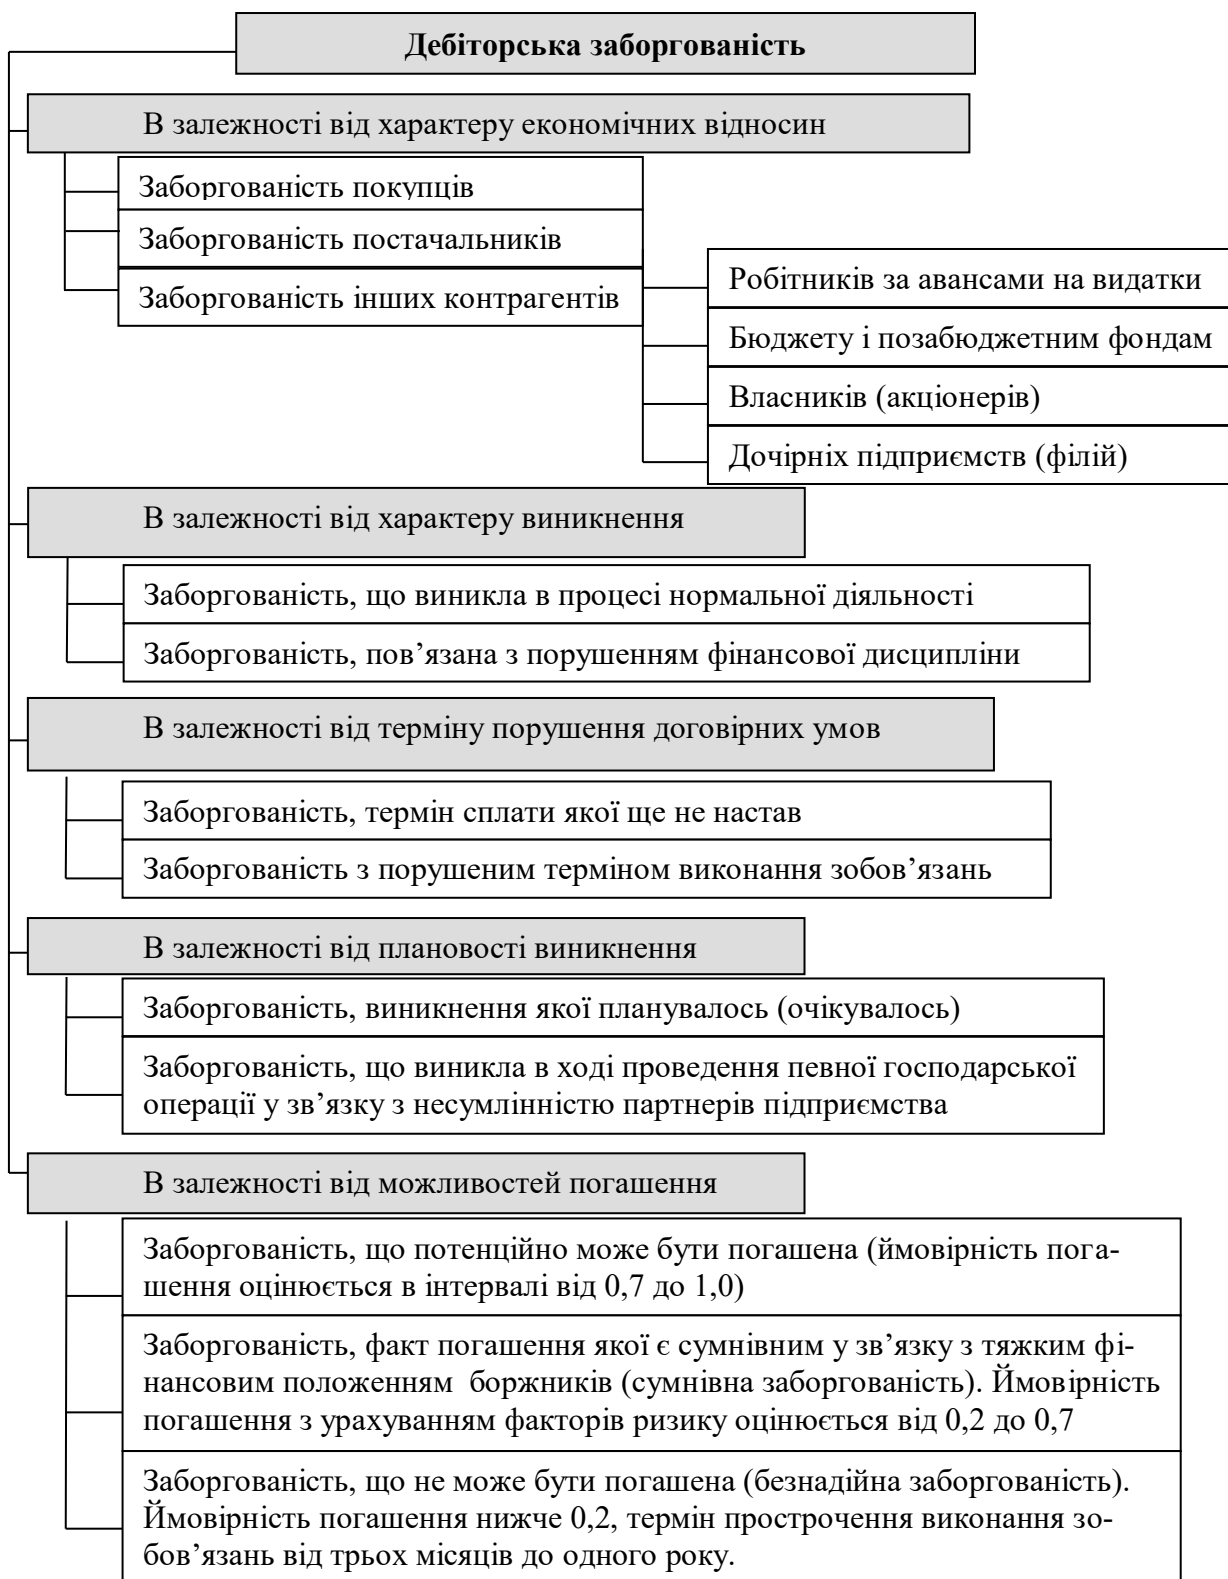 Дебіторська заборгованість
В залежності від характеру економічних відносин
Заборгованість покупців
Заборгованість постачальників
Заборгованість інших контрагентів
Робітників за авансами на видатки
Бюджету і позабюджетним фондам
Власників (акціонерів)
Дочірніх підприємств (філій)
В залежності від характеру виникнення
Заборгованість, що виникла в процесі нормальної діяльності
Заборгованість, пов’язана з порушенням фінансової дисципліни
В залежності від терміну порушення договірних умов
Заборгованість, термін сплати якої ще не настав
Заборгованість з порушеним терміном виконання зобов’язань
В залежності від плановості виникнення
Заборгованість, виникнення якої планувалось (очікувалось)
Заборгованість, що виникла в ході проведення певної господарської
операції у зв’язку з несумлінністю партнерів підприємства
В залежності від можливостей погашення
Заборгованість, що потенційно може бути погашена (ймовірність пога-
шення оцінюється в інтервалі від 0,7 до 1,0)
Заборгованість, факт погашення якої є сумнівним у зв’язку з тяжким фі-
нансовим положенням боржників (сумнівна заборгованість). Ймовірність
погашення з урахуванням факторів ризику оцінюється від 0,2 до 0,7
Заборгованість, що не може бути погашена (безнадійна заборгованість).
Ймовірність погашення нижче 0,2, термін прострочення виконання зо-
бов’язань від трьох місяців до одного року.